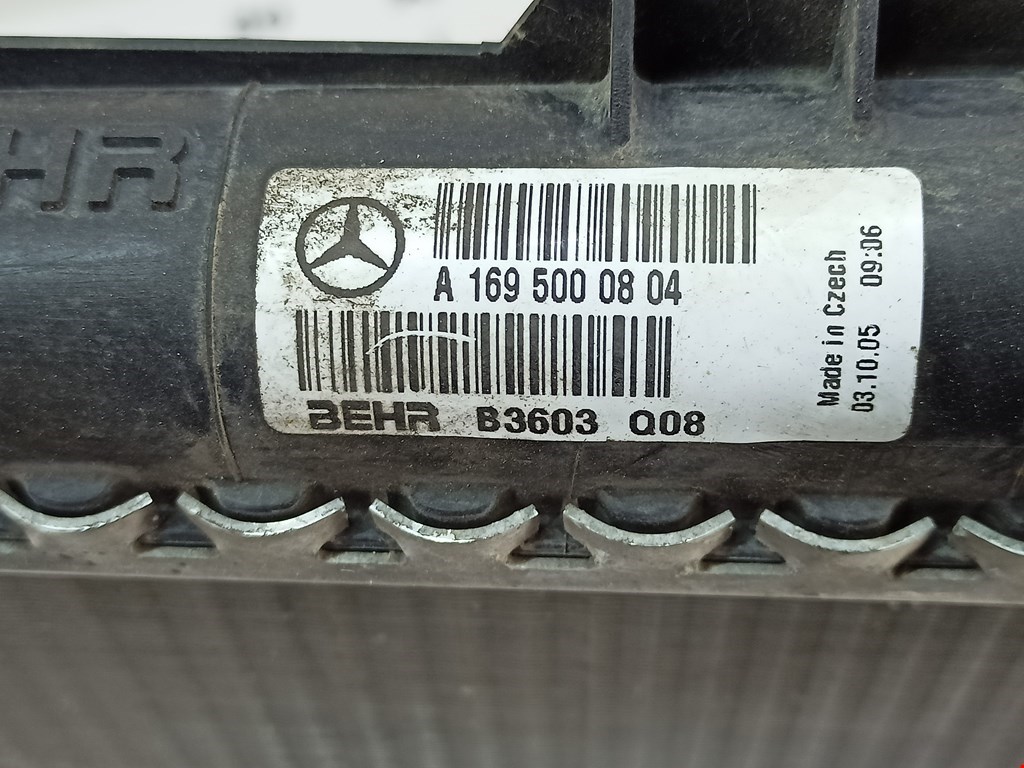 HR
A 169 500 08 04
BEHR B3603 Q08
Made in Czech
03.10.05 09:06